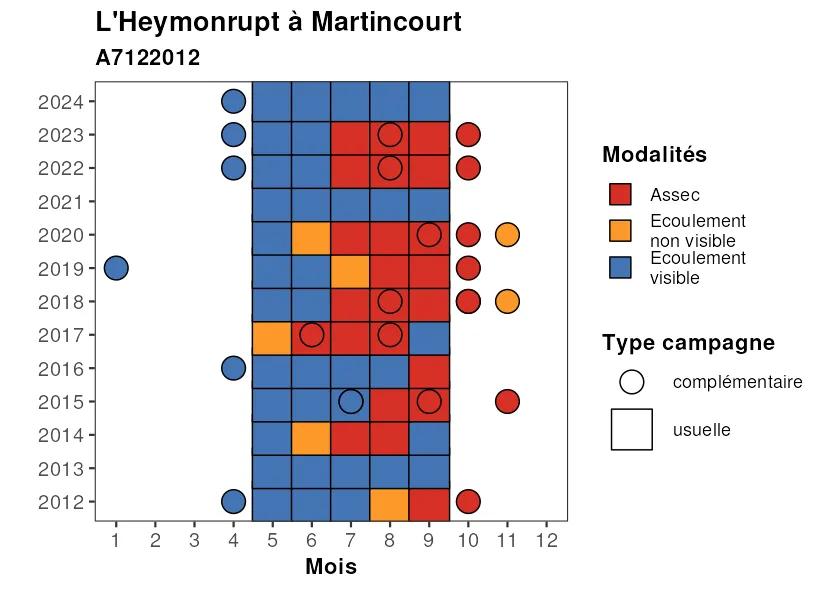 L'Heymonrupt à Martincourt
A7122012
2024
2023
2022
2021
2020
2019
2018
2017
2016
2015
2014
2013
2012
1 2 3 4 5 6 7 8 9 10 11 12
Mois
Modalités
Assec
Ecoulement
non visible
Ecoulement
visible
Type campagne
complémentaire
usuelle